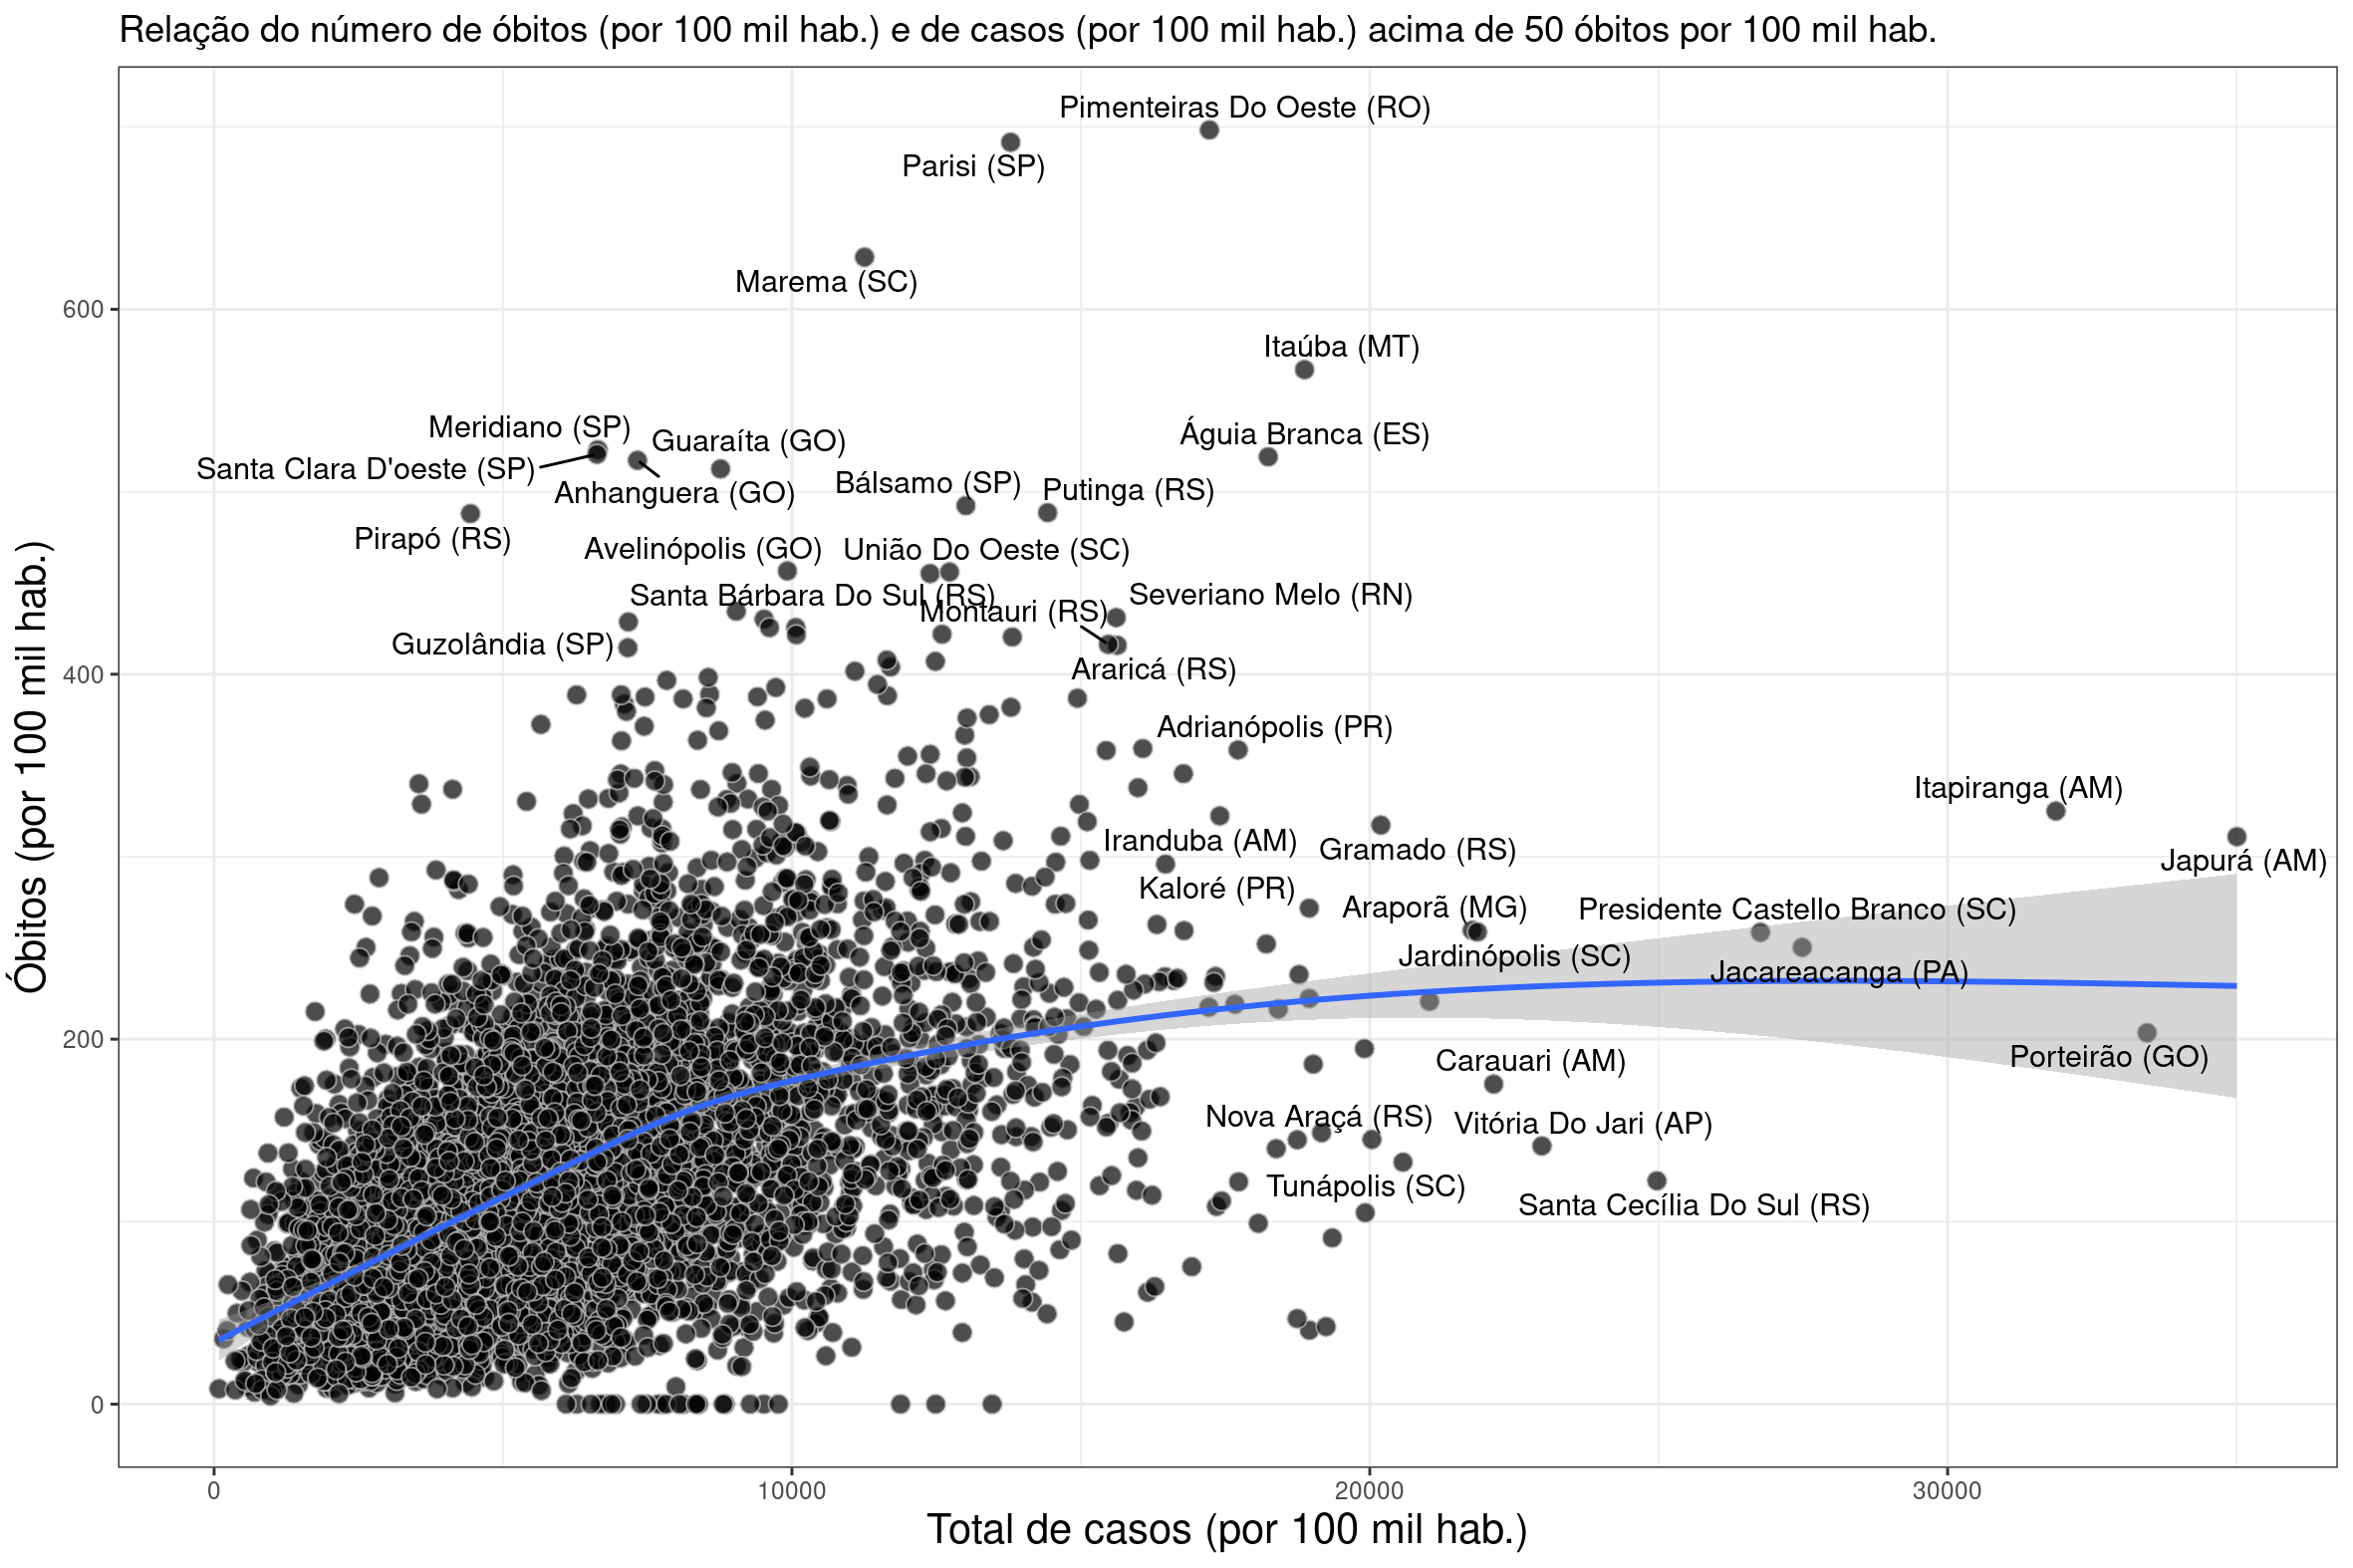 Relação do número de óbitos (por 100 mil hab.) e de casos (por 100 mil hab.) acima de 50 óbitos por 100 mil hab.
Pimenteiras Do Oeste (RO)
Parisi (SP)
Marema (SC)
600
Itaúba (MT)
Meridiano (SP)
Guaraíta (GO)
Águia Branca (ES)
Santa Clara D'oeste (SP)
Anhanguera (GO)
Bálsamo (SP)
Putinga (RS)
Pirapó (RS)
Avelinópolis (GO)
União Do Oeste (SC)
Santa Bárbara Do Sul (RS)
Severiano Melo (RN)
Montauri (RS)
Guzolândia (SP)
400
Araricá (RS)
Adrianópolis (PR)
Itapiranga (AM)
Iranduba (AM)
Gramado (RS)
Japurá (AM)
Kaloré (PR)
Araporã (MG)
Presidente Castello Branco (SC)
Jardinópolis (SC)
Jacareacanga (PA)
200
Carauari (AM)
Porteirão (GO)
Nova Araçá (RS)
Vitória Do Jari (AP)
Tunápolis (SC)
Santa Cecília Do Sul (RS)
0
Óbitos (por 100 mil hab.)
0
10000
20000
30000
Total de casos (por 100 mil hab.)